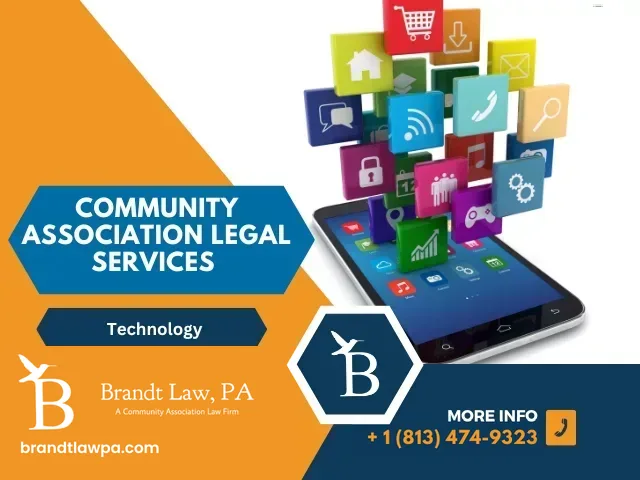 COMMUNITY
ASSOCIATION LEGAL
SERVICES
Technology
B
Brandt Law, PA
A Community Association Law Firm
brandtlawpa.com
B
MORE INFO
+ 1 (813) 474-9323
12